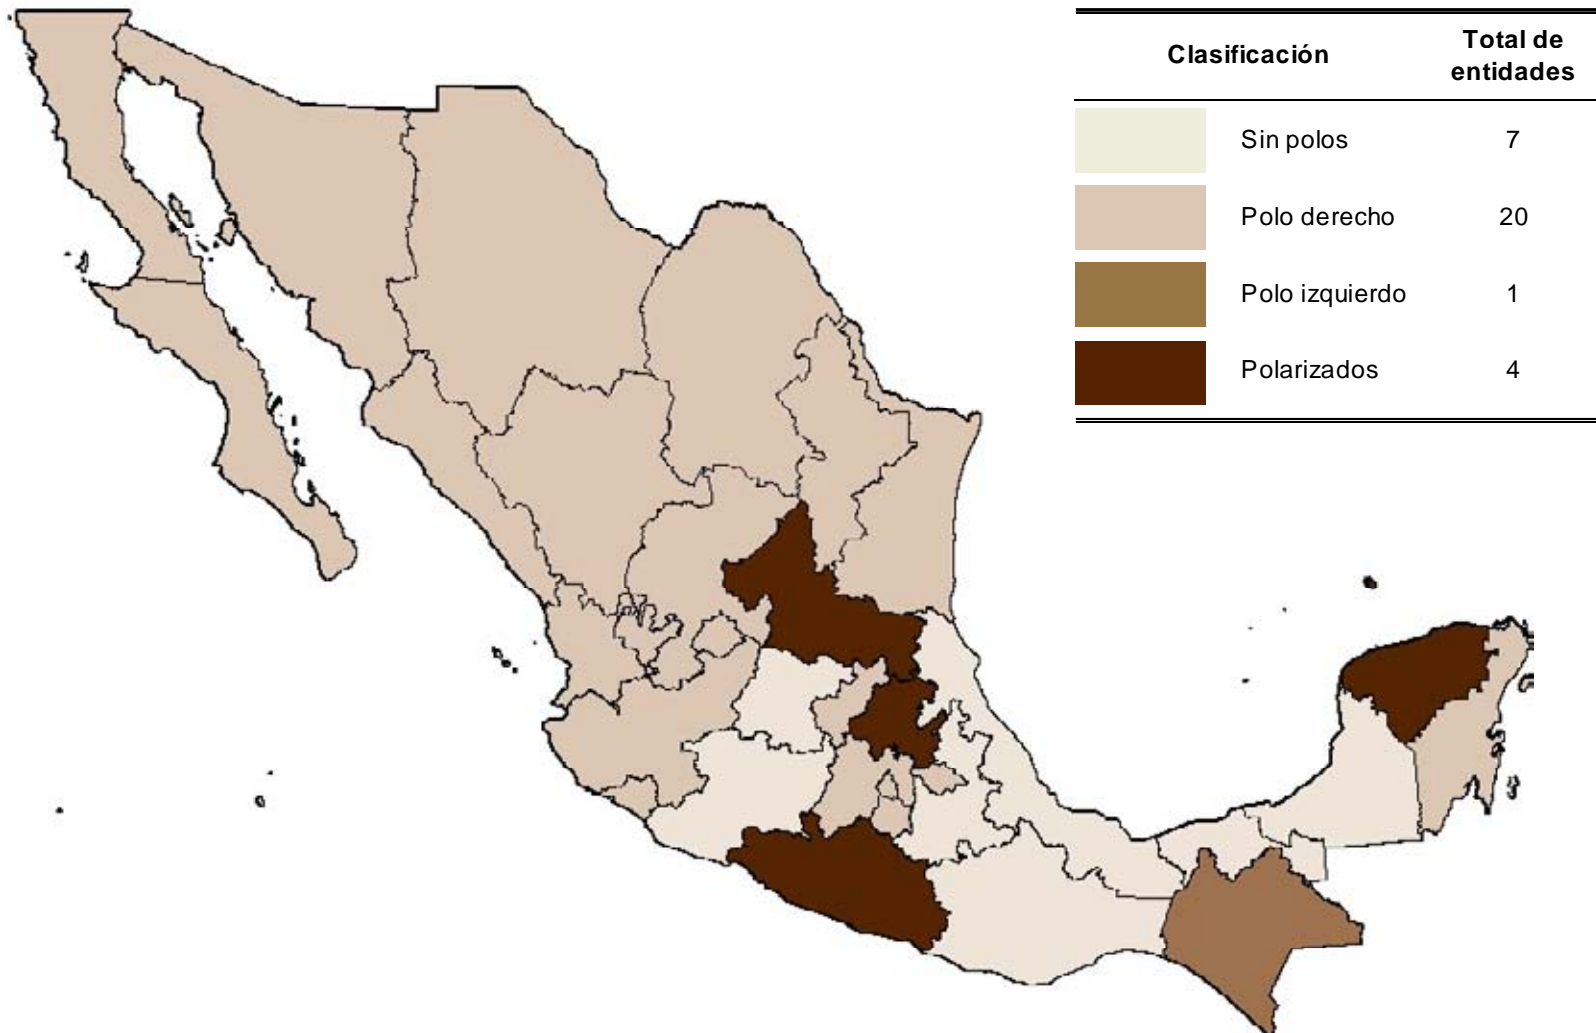 Clasificación Total de entidades
Sin polos 7
Polo derecho 20
Polo izquierdo 1
Polarizados 4